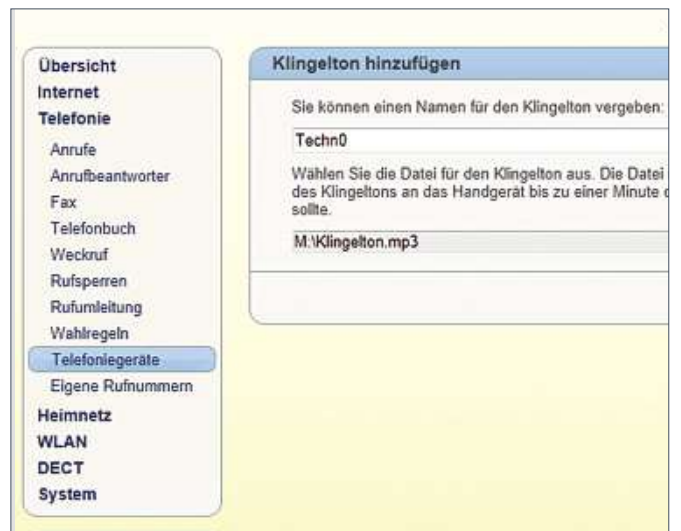 Übersicht
Internet
Telefonie
Anrufe
Anrufbeantworter
Fax
Telefonbuch
Weckruf
Rufsperren
Rufumleitung
Wahlregeln
Telefoniegeräte
Eigene Rufnummern
Heimnetz
WLAN
DECT
System
Klingelton hinzufügen
Sie können einen Namen für den Klingelton vergeben:
Techn0
Wählen Sie die Datei für den Klingelton aus. Die Datei
des Klingeltons an das Handgerät bis zu einer Minute
sollte.
M:\Klingelton.mp3